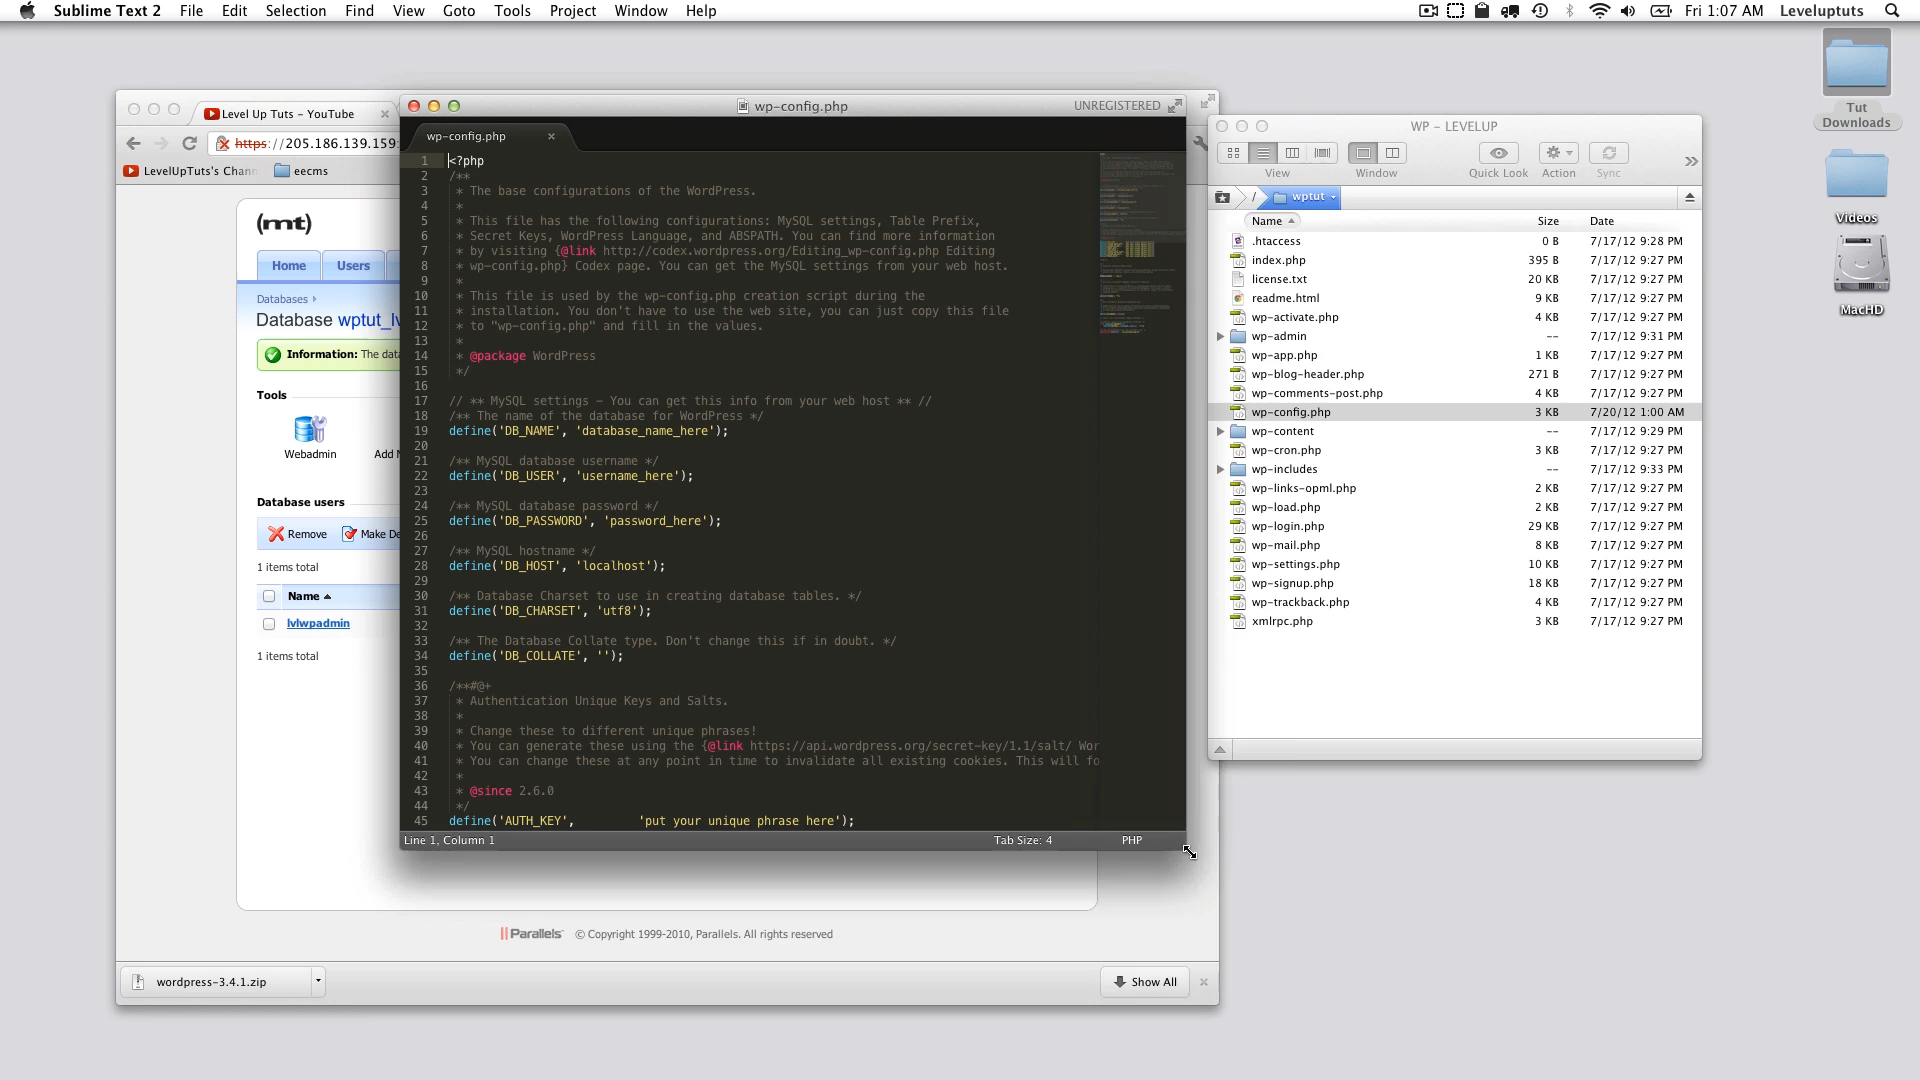 Sublime Text 2 File Edit Selection Find View Goto Tools Project Window Help Fri 1:07 AM Leveluptuts
Tut Downloads
Videos
MacHD
Level Up Tuts – YouTube
https://205.186.139.159:
LevelUpTuts's Chann
eecms
(mt)
Home Users
Databases
Database wptut_lv
Information: The data
Tools
Webadmin
Add N
Database users
Remove Make De
1 items total
Name
lvlwpadmin
1 items total
Parallels © Copyright 1999-2010, Parallels. All rights reserved
wordpress-3.4.1.zip
Show All
wp-config.php UNREGISTERED
wp-config.php
1 <?php
2 /**
3  * The base configurations of the WordPress.
4  *
5  * This file has the following configurations: MySQL settings, Table Prefix,
6  * Secret Keys, WordPress Language, and ABSPATH. You can find more information
7  * by visiting {@link http://codex.wordpress.org/Editing_wp-config.php Editing
8  * wp-config.php} Codex page. You can get the MySQL settings from your web host.
9  *
10  * This file is used by the wp-config.php creation script during the
11  * installation. You don't have to use the web site, you can just copy this file
12  * to "wp-config.php" and fill in the values.
13  *
14  * @package WordPress
15  */
16
17 // ** MySQL settings - You can get this info from your web host ** //
18 /** The name of the database for WordPress */
19 define('DB_NAME', 'database_name_here');
20
21 /** MySQL database username */
22 define('DB_USER', 'username_here');
23
24 /** MySQL database password */
25 define('DB_PASSWORD', 'password_here');
26
27 /** MySQL hostname */
28 define('DB_HOST', 'localhost');
29
30 /** Database Charset to use in creating database tables. */
31 define('DB_CHARSET', 'utf8');
32
33 /** The Database Collate type. Don't change this if in doubt. */
34 define('DB_COLLATE', '');
35
36 /**#@+
37  * Authentication Unique Keys and Salts.
38  *
39  * Change these to different unique phrases!
40  * You can generate these using the {@link https://api.wordpress.org/secret-key/1.1/salt/ Wor
41  * You can change these at any point in time to invalidate all existing cookies. This will fo
42  *
43  * @since 2.6.0
44  */
45 define('AUTH_KEY',         'put your unique phrase here');
Line 1, Column 1 Tab Size: 4 PHP
WP – LEVELUP
View Window Quick Look Action Sync
/ wptut
Name Size Date
.htaccess 0 B 7/17/12 9:28 PM
index.php 395 B 7/17/12 9:27 PM
license.txt 20 KB 7/17/12 9:27 PM
readme.html 9 KB 7/17/12 9:27 PM
wp-activate.php 4 KB 7/17/12 9:27 PM
wp-admin -- 7/17/12 9:31 PM
wp-app.php 1 KB 7/17/12 9:27 PM
wp-blog-header.php 271 B 7/17/12 9:27 PM
wp-comments-post.php 4 KB 7/17/12 9:27 PM
wp-config.php 3 KB 7/20/12 1:00 AM
wp-content -- 7/17/12 9:29 PM
wp-cron.php 3 KB 7/17/12 9:27 PM
wp-includes -- 7/17/12 9:33 PM
wp-links-opml.php 2 KB 7/17/12 9:27 PM
wp-load.php 2 KB 7/17/12 9:27 PM
wp-login.php 29 KB 7/17/12 9:27 PM
wp-mail.php 8 KB 7/17/12 9:27 PM
wp-settings.php 10 KB 7/17/12 9:27 PM
wp-signup.php 18 KB 7/17/12 9:27 PM
wp-trackback.php 4 KB 7/17/12 9:27 PM
xmlrpc.php 3 KB 7/17/12 9:27 PM